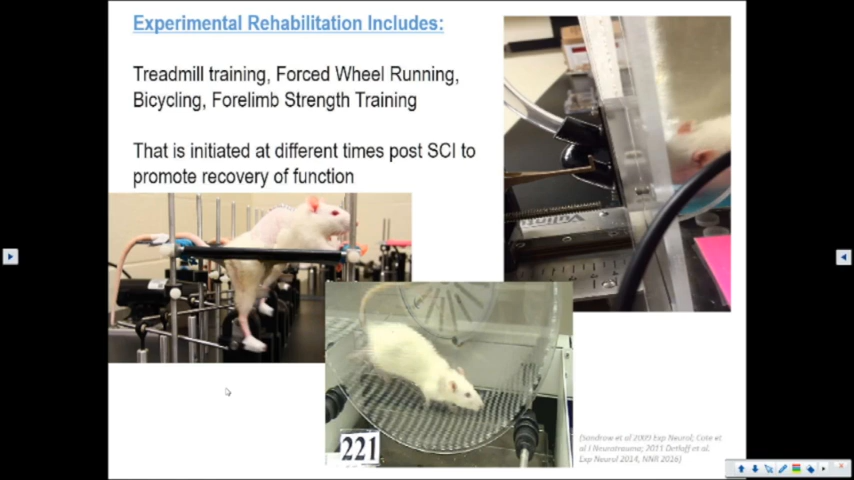 Experimental Rehabilitation Includes:
Treadmill training, Forced Wheel Running,
Bicycling, Forelimb Strength Training
That is initiated at different times post SCI to
promote recovery of function
221
(Sandrow et al 2009 Exp Neurol; Cote et
al J Neurotrauma; 2011 Detloff et al.
Exp Neurol 2014, NNR 2016)